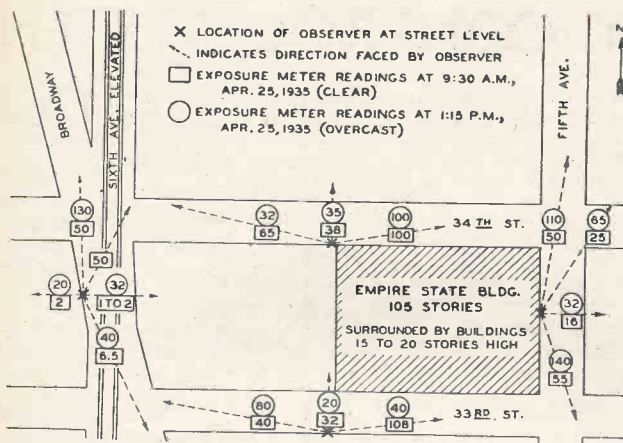 LOCATION OF OBSERVER AT STREET LEVEL
INDICATES DIRECTION FACED BY OBSERVER
EXPOSURE METER READINGS AT 9:30 A.M.,
APR. 25, 1935 (CLEAR)
EXPOSURE METER READINGS AT 1:15 P.M.,
APR. 25, 1935 (OVERCAST)
N
BROADWAY
SIXTH AVE. ELEVATED
FIFTH AVE.
130
50
50
20
2
32
1 TO 2
40
6.5
32
65
35
38
100
100
34TH ST.
110
50
65
25
EMPIRE STATE BLDG.
105 STORIES
SURROUNDED BY BUILDINGS
15 TO 20 STORIES HIGH
32
16
140
55
80
40
20
32
40
108
33RD ST.